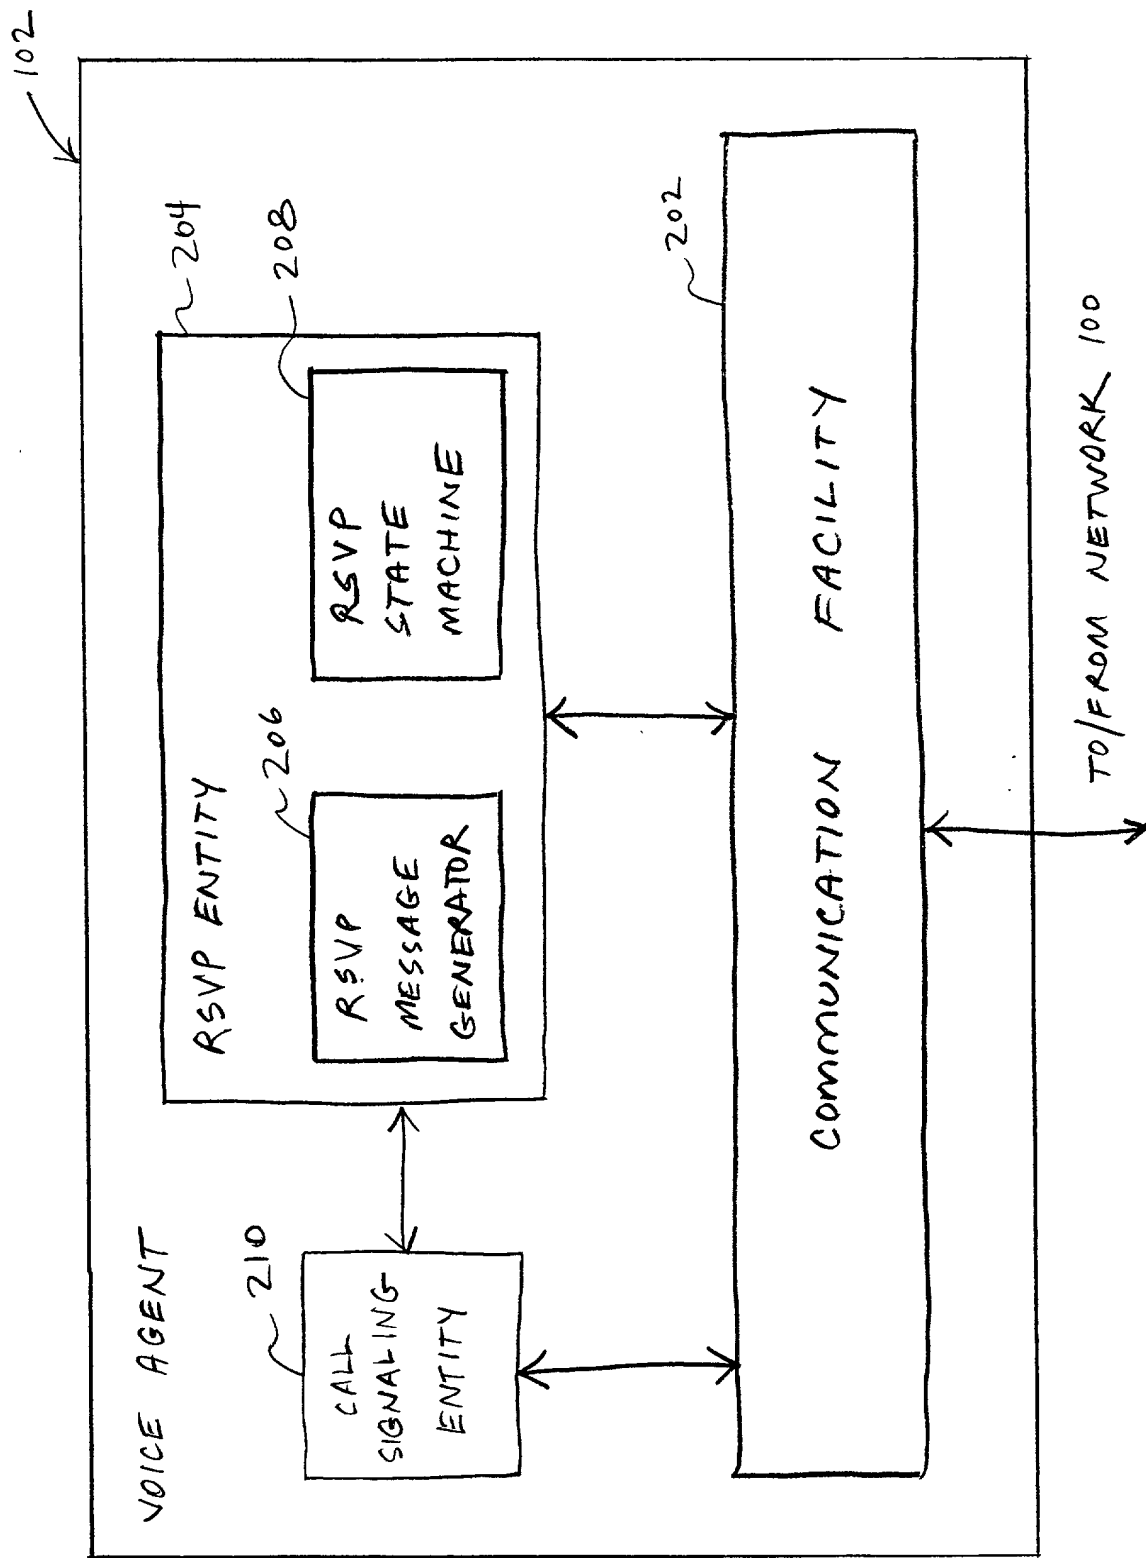 102
VOICE AGENT
RSVP ENTITY
204
206
RSVP
MESSAGE
GENERATOR
208
RSVP
STATE
MACHINE
210
CALL
SIGNALING
ENTITY
202
COMMUNICATION FACILITY
TO/FROM NETWORK 100